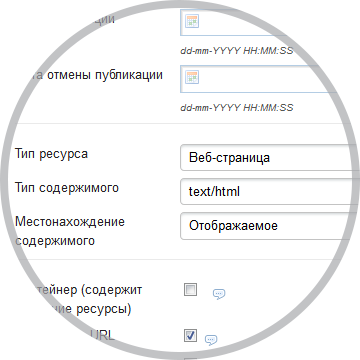 dd-mm-YYYY HH:MM:SS
отмены публикации
dd-mm-YYYY HH:MM:SS
Тип ресурса
Веб-страница
Тип содержимого
text/html
Местонахождение
содержимого
Отображаемое
(содержит
ресурсы)
URL